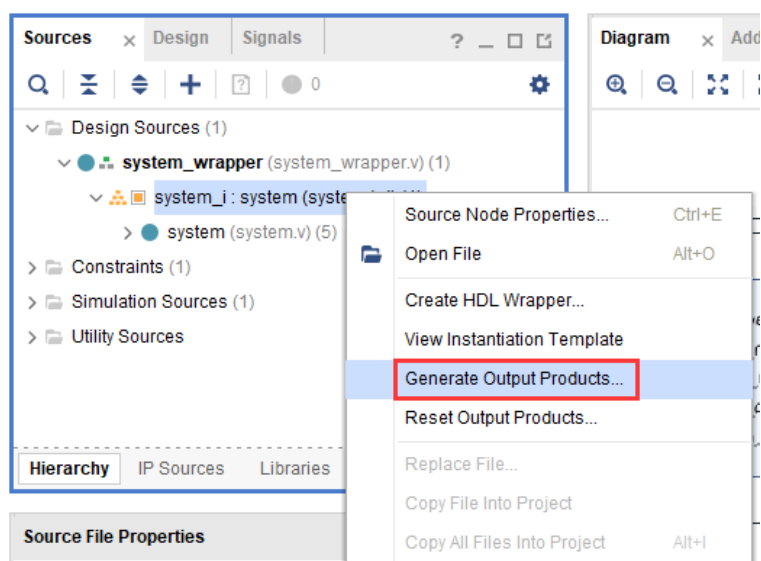 Sources × Design Signals ? Diagram × Add
0
Design Sources (1)
system_wrapper (system_wrapper.v) (1)
system_i : system (syste
system (system.v) (5)
Constraints (1)
Simulation Sources (1)
Utility Sources
Hierarchy IP Sources Libraries
Source File Properties
Source Node Properties... Ctrl+E
Open File Alt+O
Create HDL Wrapper...
View Instantiation Template
Generate Output Products...
Reset Output Products...
Replace File...
Copy File Into Project
Copy All Files Into Project Alt+I